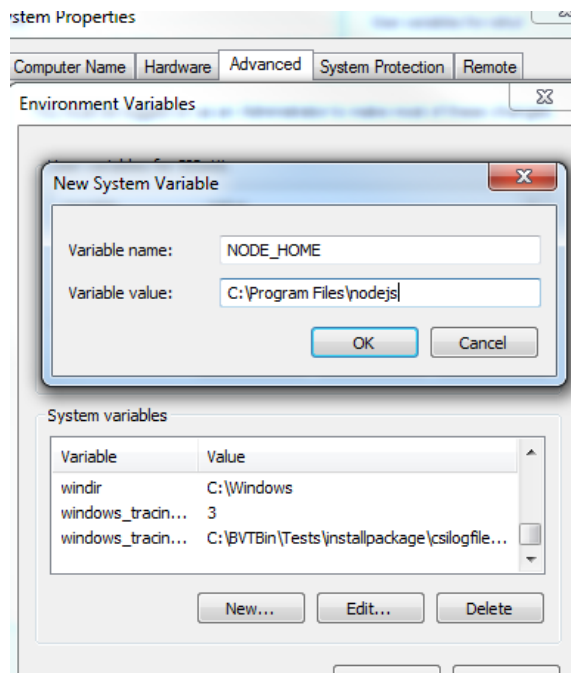 stem Properties
Computer Name Hardware Advanced System Protection Remote
Environment Variables
New System Variable
Variable name: NODE_HOME
Variable value: C:\Program Files\nodejs
OK Cancel
System variables
Variable Value
windir C:\Windows
windows_tracin... 3
windows_tracin... C:\BVTBin\Tests\installpackage\csilogfile...
New... Edit... Delete